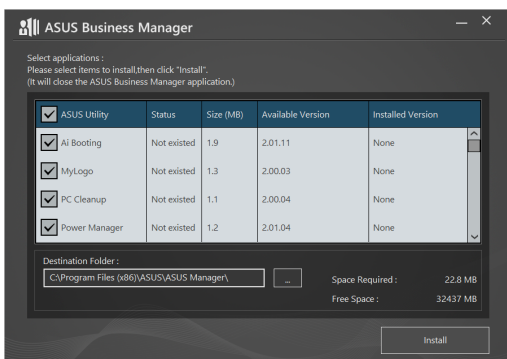 ASUS Business Manager
Select applications :
Please select items to install,then click "Install".
(It will close the ASUS Business Manager application.)
ASUS Utility Status Size (MB) Available Version Installed Version
Ai Booting Not existed 1.9 2.01.11 None
MyLogo Not existed 1.3 2.00.03 None
PC Cleanup Not existed 1.1 2.00.04 None
Power Manager Not existed 1.2 2.01.04 None
Destination Folder :
C:\Program Files (x86)\ASUS\ASUS Manager\ ...
Space Required : 22.8 MB
Free Space : 32437 MB
Install